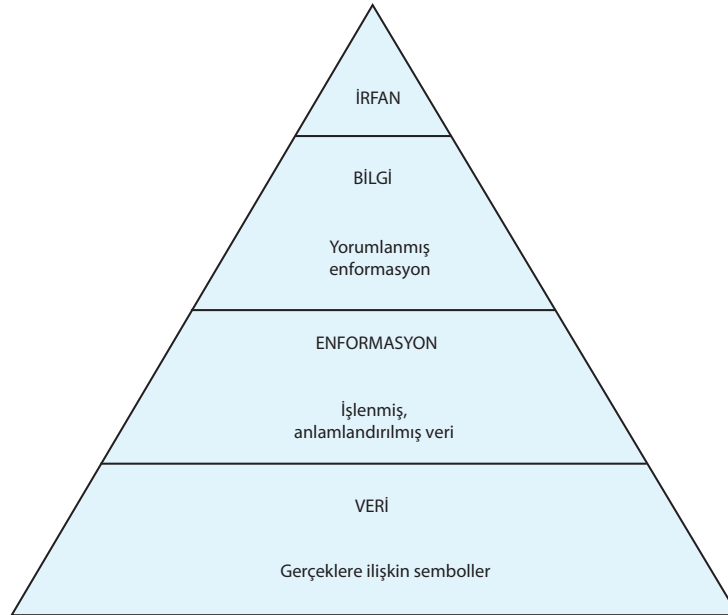 İRFAN
BİLGİ
Yorumlanmış
enformasyon
ENFORMASYON
İşlenmiş,
anlamlandırılmış veri
VERİ
Gerçeklere ilişkin semboller